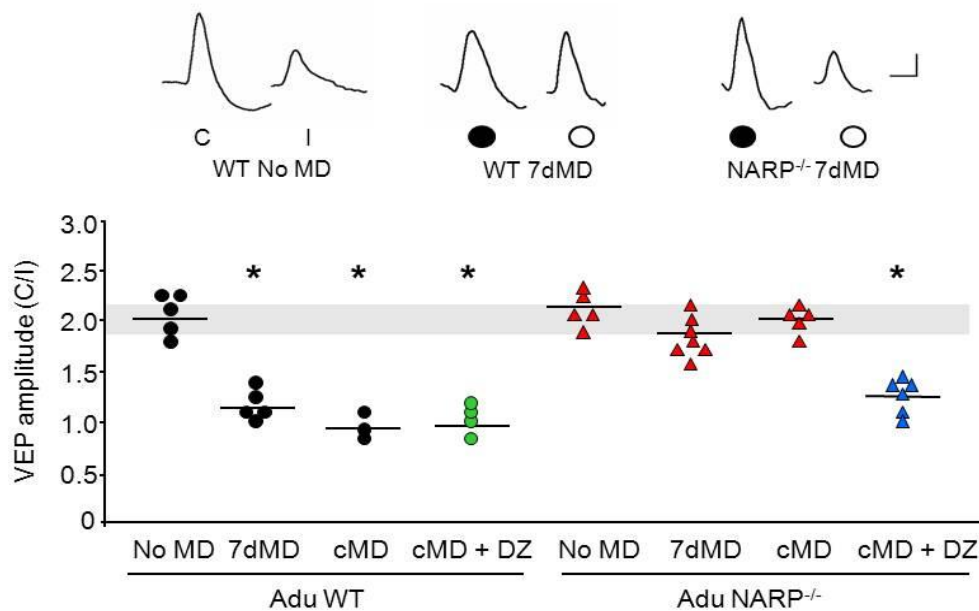 C I
WT No MD WT 7dMD NARP-/- 7dMD
3.0
2.5
2.0
1.5
1.0
0.5
0
VEP amplitude (C/I)
* * * *
No MD 7dMD cMD cMD + DZ No MD 7dMD cMD cMD + DZ
Adu WT Adu NARP-/-